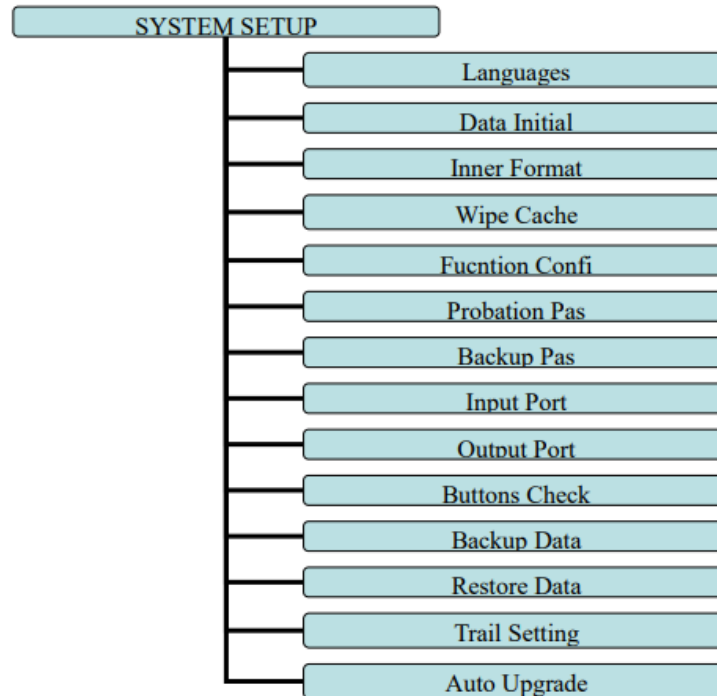 SYSTEM SETUP
Languages
Data Initial
Inner Format
Wipe Cache
Fucntion Confi
Probation Pas
Backup Pas
Input Port
Output Port
Buttons Check
Backup Data
Restore Data
Trail Setting
Auto Upgrade